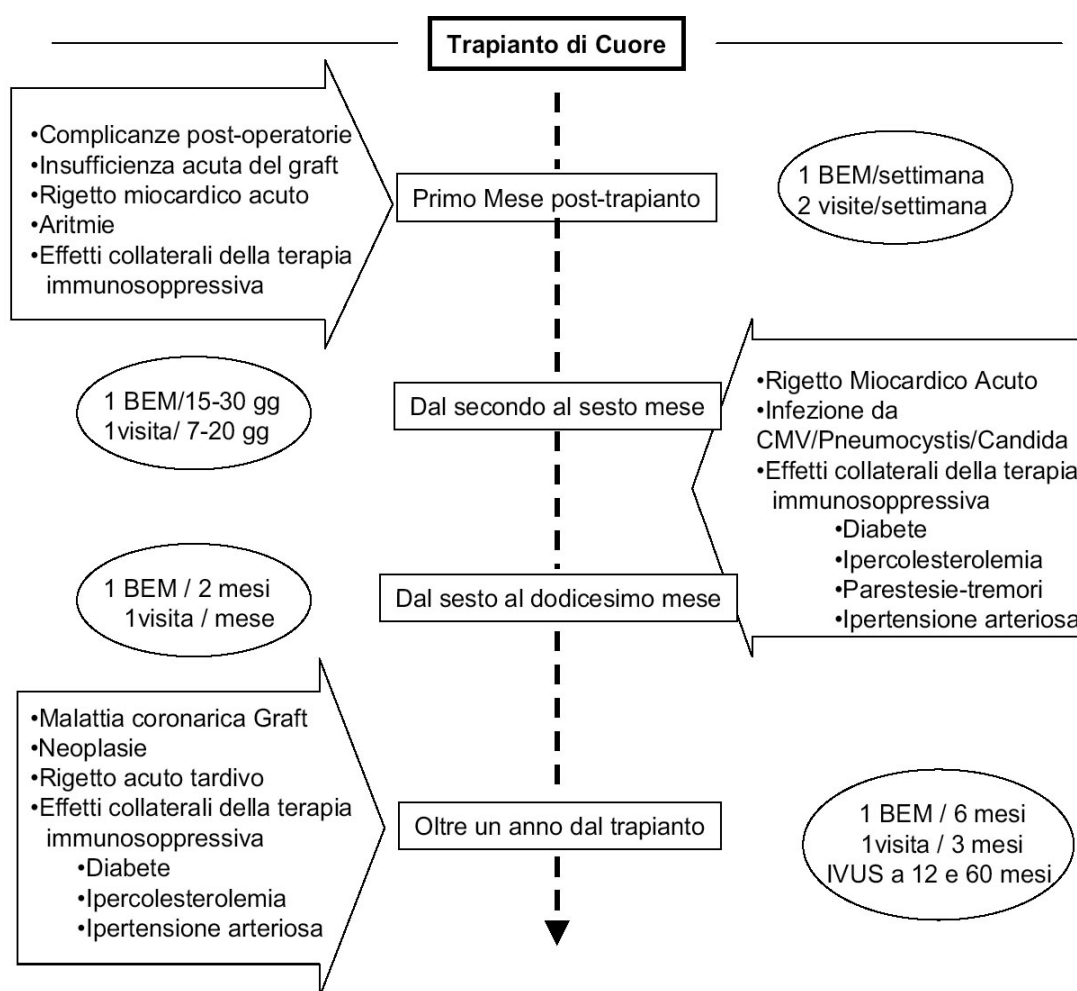 Trapianto di Cuore
•Complicanze post-operatorie
•Insufficienza acuta del graft
•Rigetto miocardico acuto
•Aritmie
•Effetti collaterali della terapia
immunosoppressiva
Primo Mese post-trapianto
1 BEM/settimana
2 visite/settimana
1 BEM/15-30 gg
1visita/ 7-20 gg
Dal secondo al sesto mese
•Rigetto Miocardico Acuto
•Infezione da
CMV/Pneumocystis/Candida
•Effetti collaterali della terapia
immunosoppressiva
•Diabete
•Ipercolesterolemia
•Parestesie-tremori
•Ipertensione arteriosa
1 BEM / 2 mesi
1visita / mese
Dal sesto al dodicesimo mese
•Malattia coronarica Graft
•Neoplasie
•Rigetto acuto tardivo
•Effetti collaterali della terapia
immunosoppressiva
•Diabete
•Ipercolesterolemia
•Ipertensione arteriosa
Oltre un anno dal trapianto
1 BEM / 6 mesi
1visita / 3 mesi
IVUS a 12 e 60 mesi